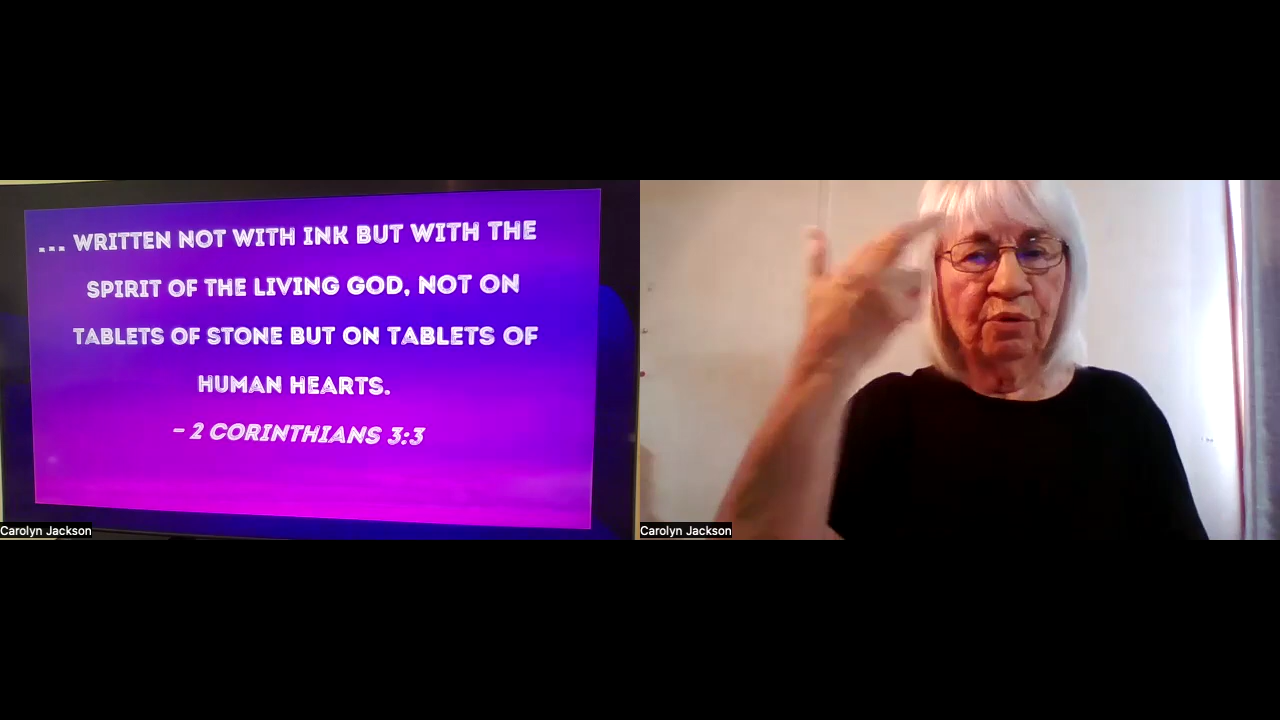 ... WRITTEN NOT WITH INK BUT WITH THE
SPIRIT OF THE LIVING GOD, NOT ON
TABLETS OF STONE BUT ON TABLETS OF
HUMAN HEARTS.
– 2 CORINTHIANS 3:3
Carolyn Jackson
Carolyn Jackson